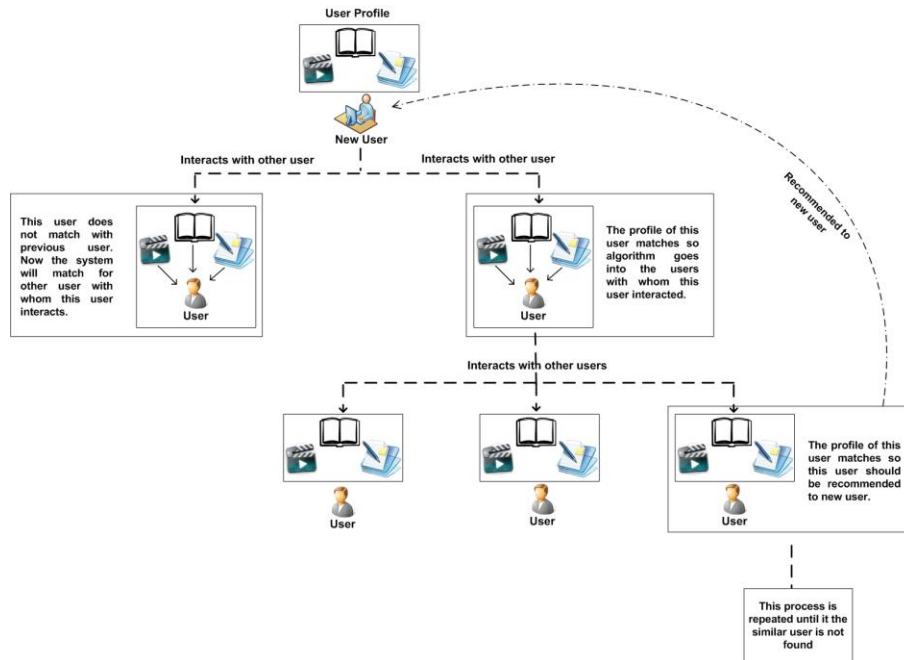 User Profile
New User
Interacts with other user
Interacts with other user
This user does
not match with
previous user.
Now the system
will match for
other user with
whom this user
interacts.
User
The profile of this
user matches so
algorithm goes
into the users
with whom this
user interacted.
User
Recommended to
new user
Interacts with other users
User
User
User
The profile of this
user matches so
this user should
be recommended
to new user.
This process is
repeated until it the
similar user is not
found